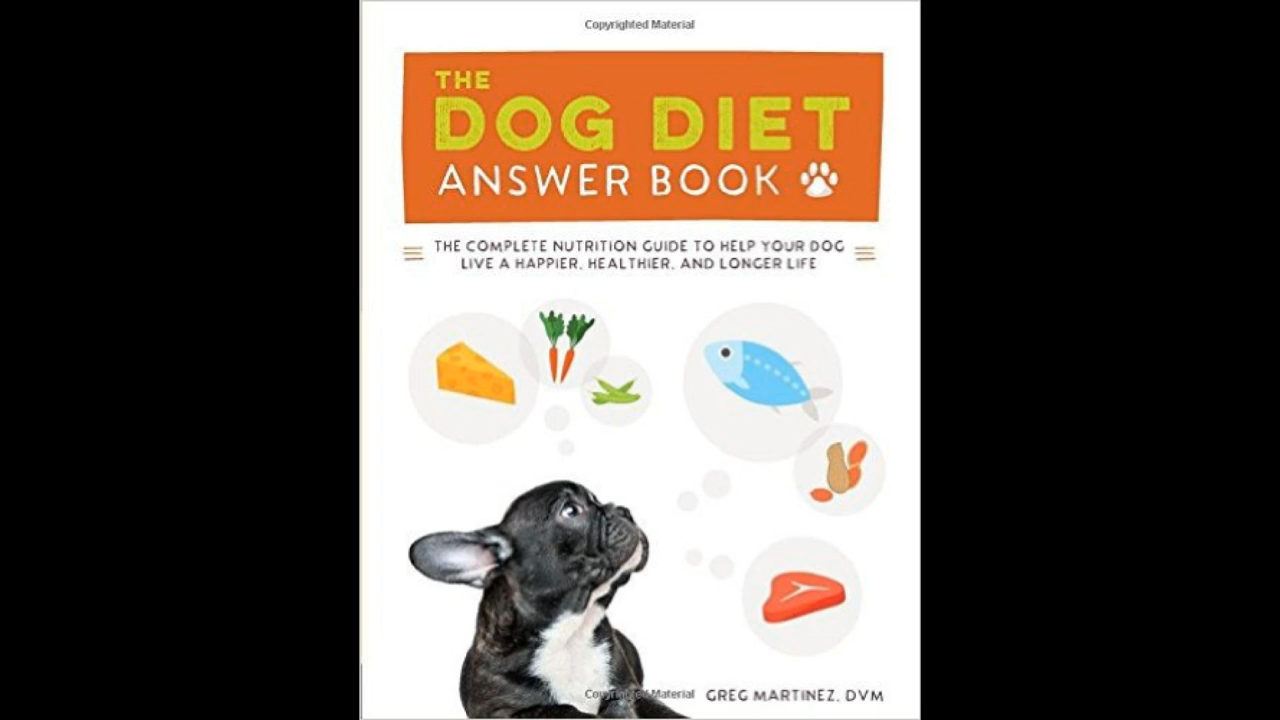 Copyrighted Material
THE
DOG DIET
ANSWER BOOK
THE COMPLETE NUTRITION GUIDE TO HELP YOUR DOG
LIVE A HAPPIER, HEALTHIER, AND LONGER LIFE
Copyrighted Material
GREG MARTINEZ, DVM